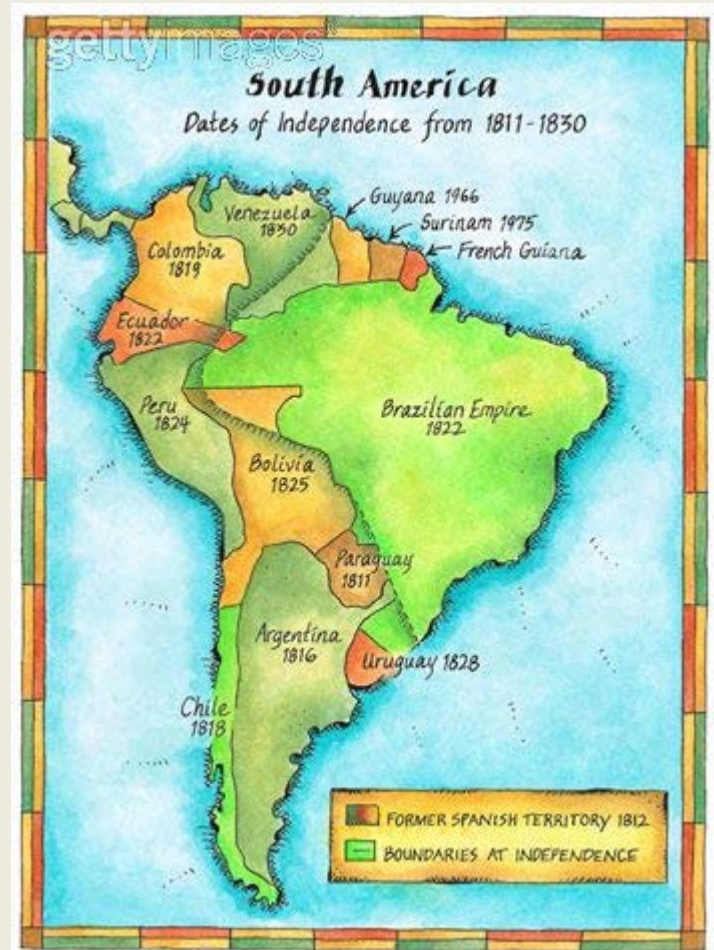 gettyimages®
South America
Dates of Independence from 1811-1830
Guyana 1966
Surinam 1975
French Guiana
Venezuela
1830
Colombia
1819
Ecuador
1822
Peru
1824
Brazilian Empire
1822
Bolivia
1825
Paraguay
1811
Argentina
1816
Uruguay 1828
Chile
1818
FORMER SPANISH TERRITORY 1812
BOUNDARIES AT INDEPENDENCE